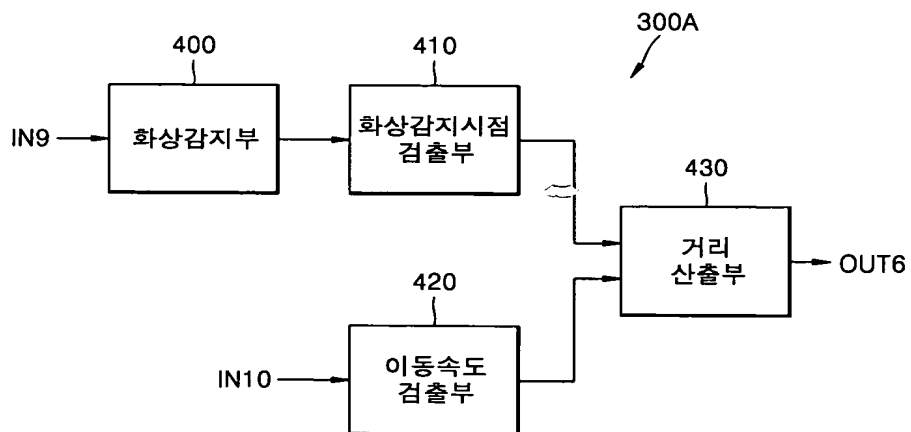 300A
400
410
IN9
화상감지부
화상감지시점
검출부
430
거리
산출부
OUT6
420
IN10
이동속도
검출부